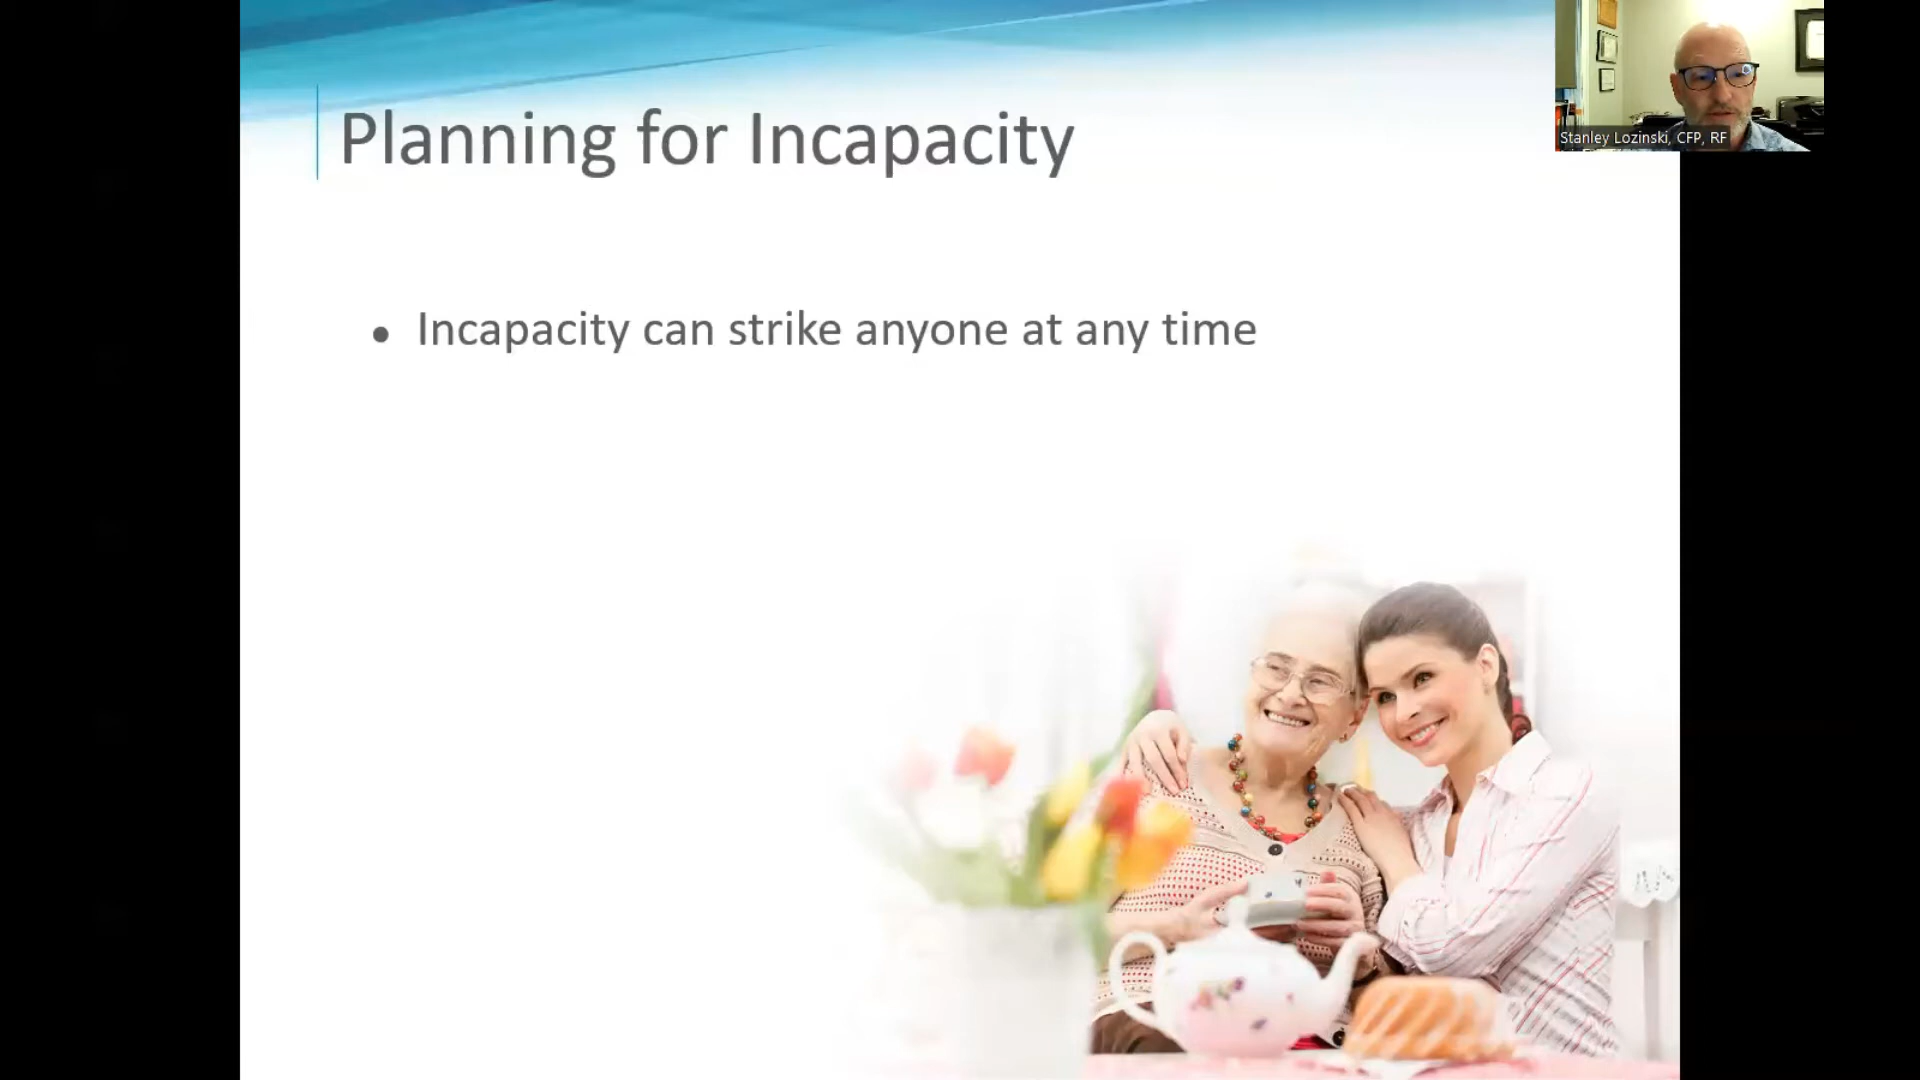 Planning for Incapacity
Stanley Lozinski, CFP, RF
• Incapacity can strike anyone at any time